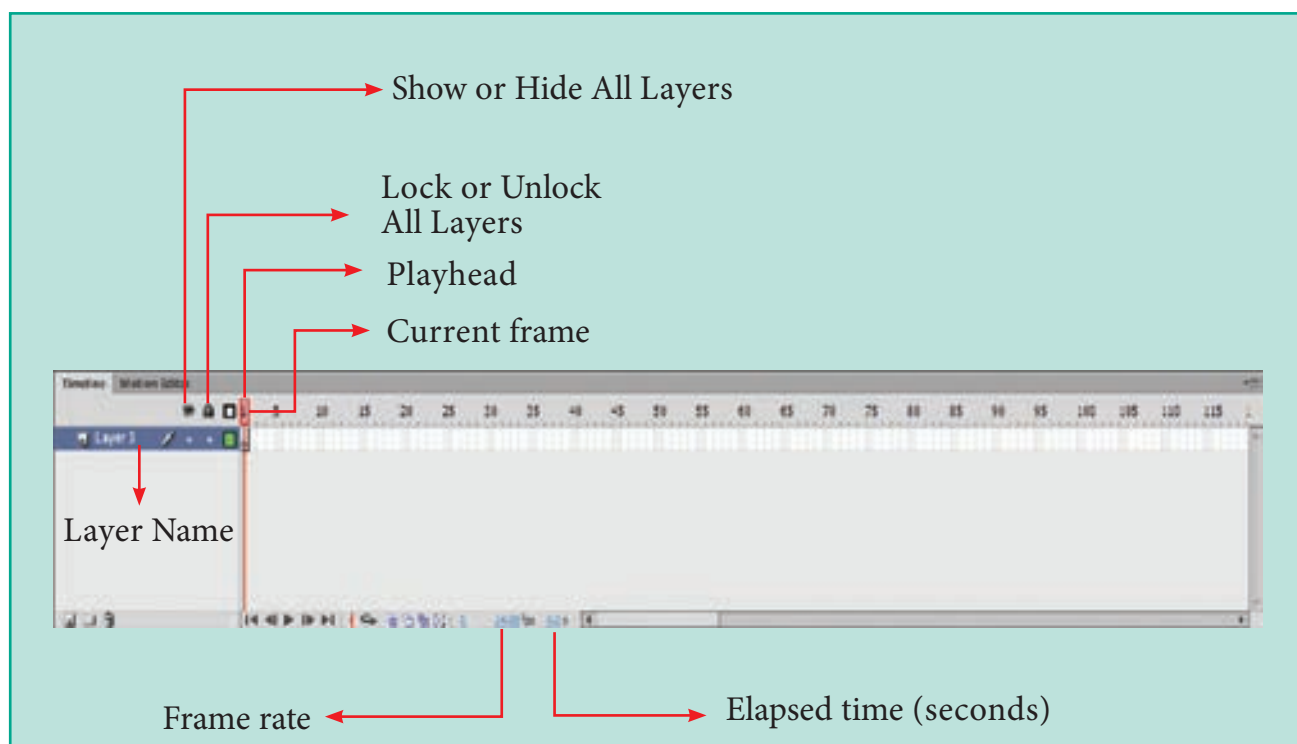 Show or Hide All Layers
Lock or Unlock
All Layers
Playhead
Current frame
Timeline Motion Editor
5 10 15 20 25 30 35 40 45 50 55 60 65 70 75 80 85 90 95 100 105 110 115
Layer 1
Layer Name
Frame rate
Elapsed time (seconds)